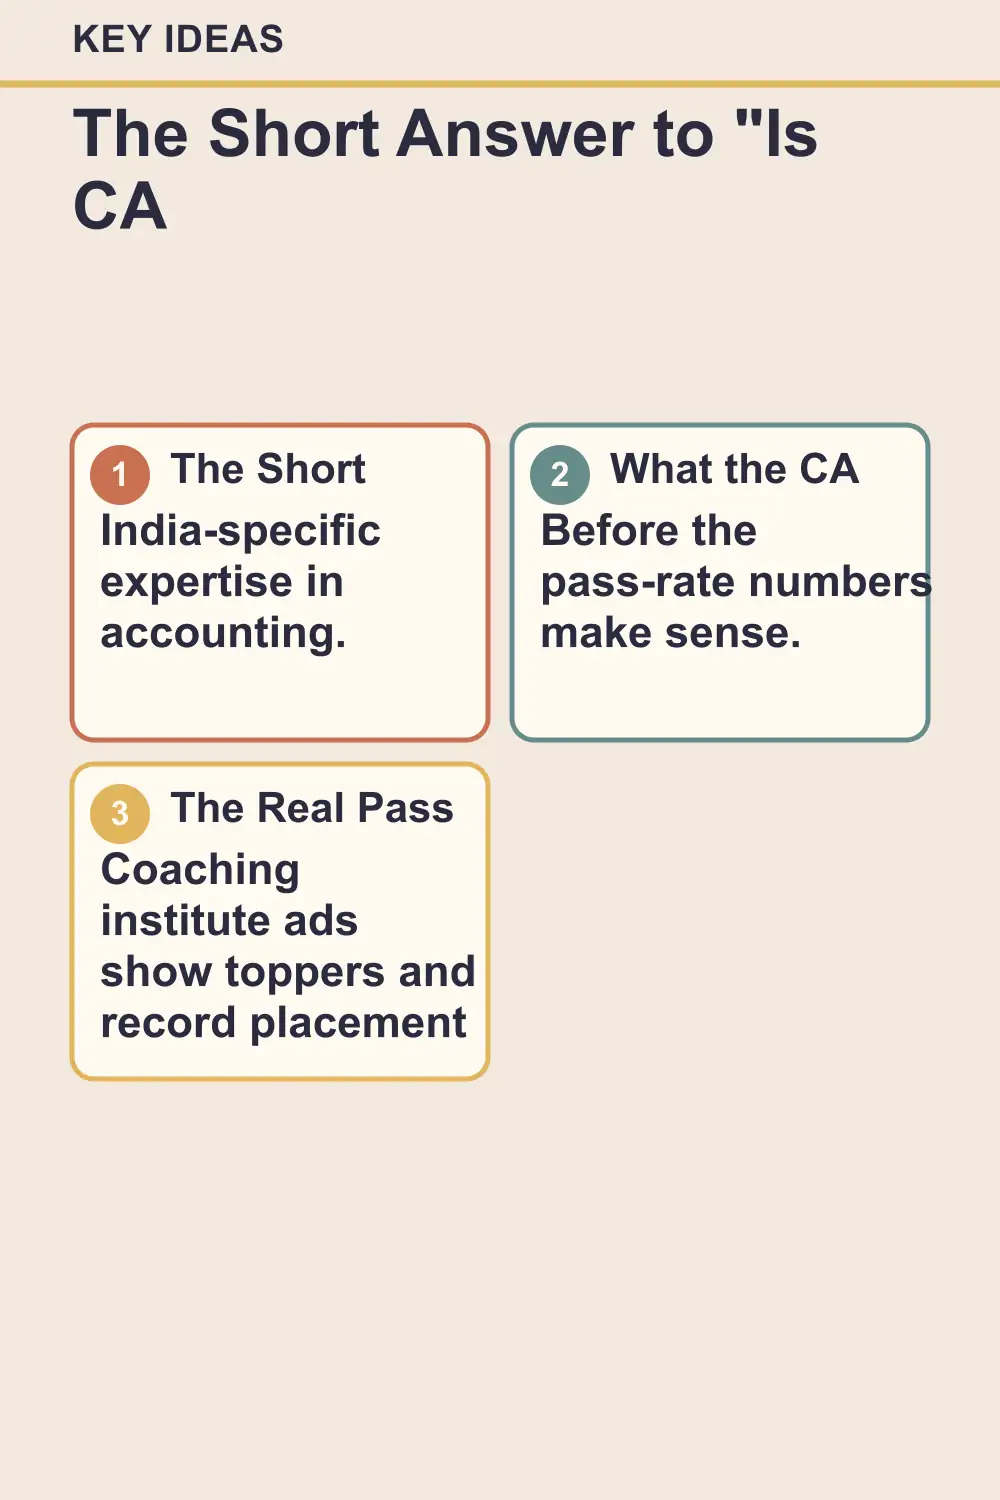 KEY IDEAS
The Short Answer to "Is
CA
1 The Short
India-specific
expertise in
accounting.
2 What the CA
Before the
pass-rate numbers
make sense.
3 The Real Pass
Coaching
institute ads
show toppers and
record placement